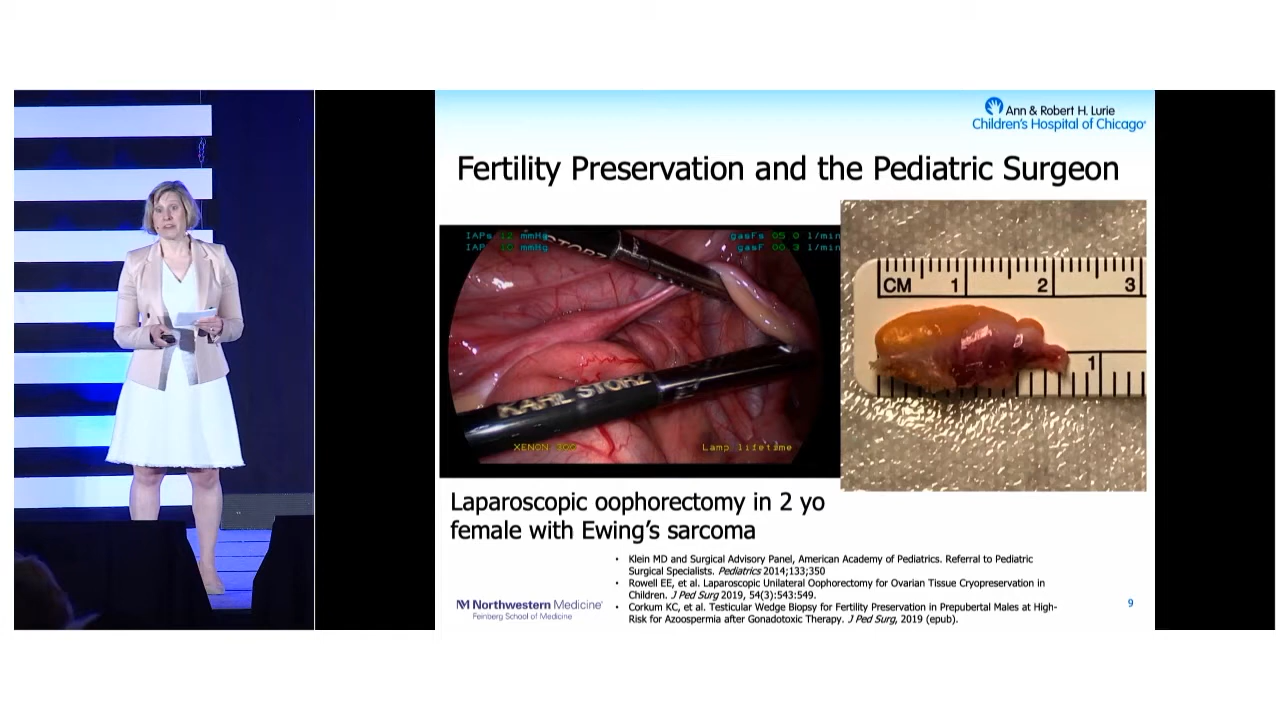 Ann & Robert H. Lurie
Children's Hospital of Chicago
Fertility Preservation and the Pediatric Surgeon
IAPs 12 mmHg
IAP 10 mmHg
gasFs 05 0 l/min
gasF 00 3 l/min
STORZ
KARL STORZ
XENON 300
Lamp lifetime
CM 1 2 3
1
Laparoscopic oophorectomy in 2 yo
female with Ewing's sarcoma
• Klein MD and Surgical Advisory Panel, American Academy of Pediatrics. Referral to Pediatric
Surgical Specialists. Pediatrics 2014;133;350
• Rowell EE, et al. Laparoscopic Unilateral Oophorectomy for Ovarian Tissue Cryopreservation in
Children. J Ped Surg 2019, 54(3):543:549.
• Corkum KC, et al. Testicular Wedge Biopsy for Fertility Preservation in Prepubertal Males at High-
Risk for Azoospermia after Gonadotoxic Therapy. J Ped Surg, 2019 (epub).
Northwestern Medicine®
Feinberg School of Medicine
9